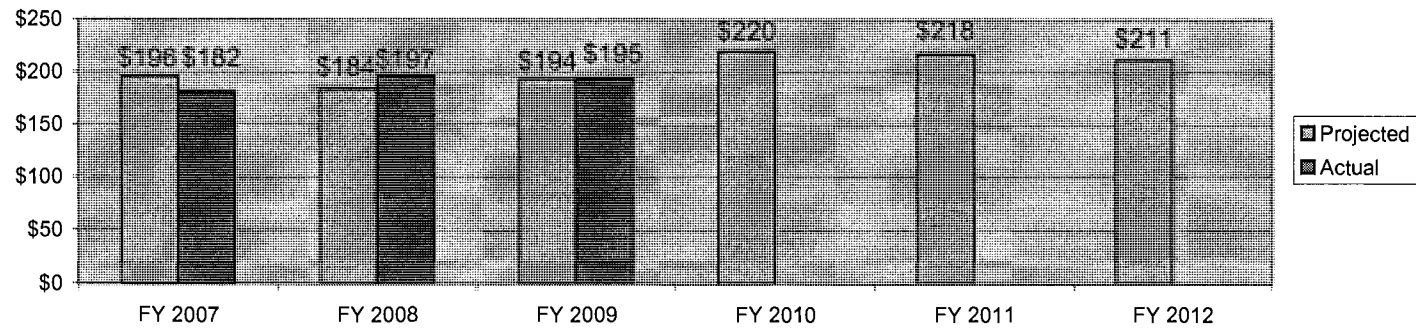 $250
$200
$150
$100
$50
$0
$196 $182
$184 $197
$194 $195
$220
$218
$211
FY 2007
FY 2008
FY 2009
FY 2010
FY 2011
FY 2012
Projected
Actual